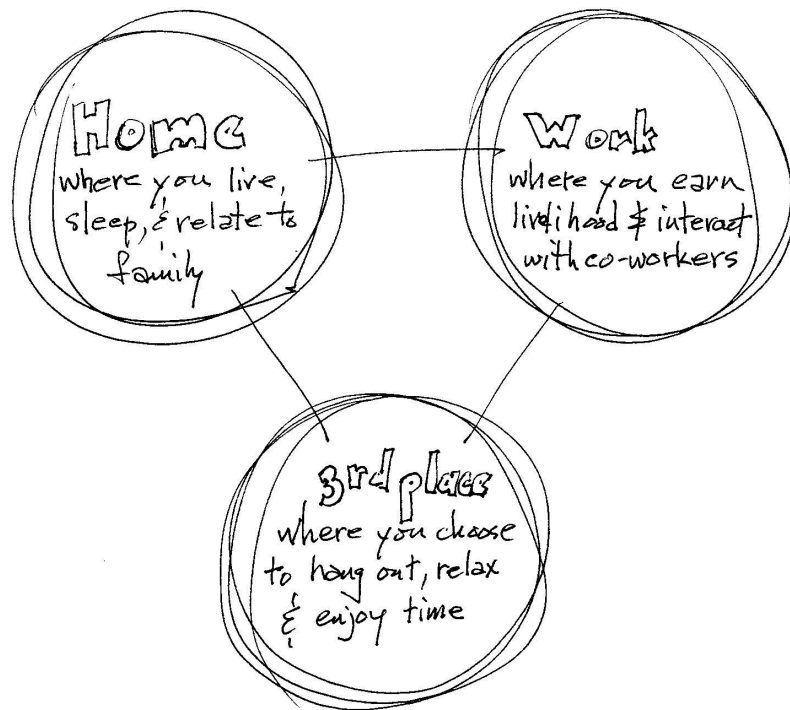 Home
where you live,
sleep, & relate to
family
Work
where you earn
livelihood & interact
with co-workers
3rd place
where you choose
to hang out, relax
& enjoy time